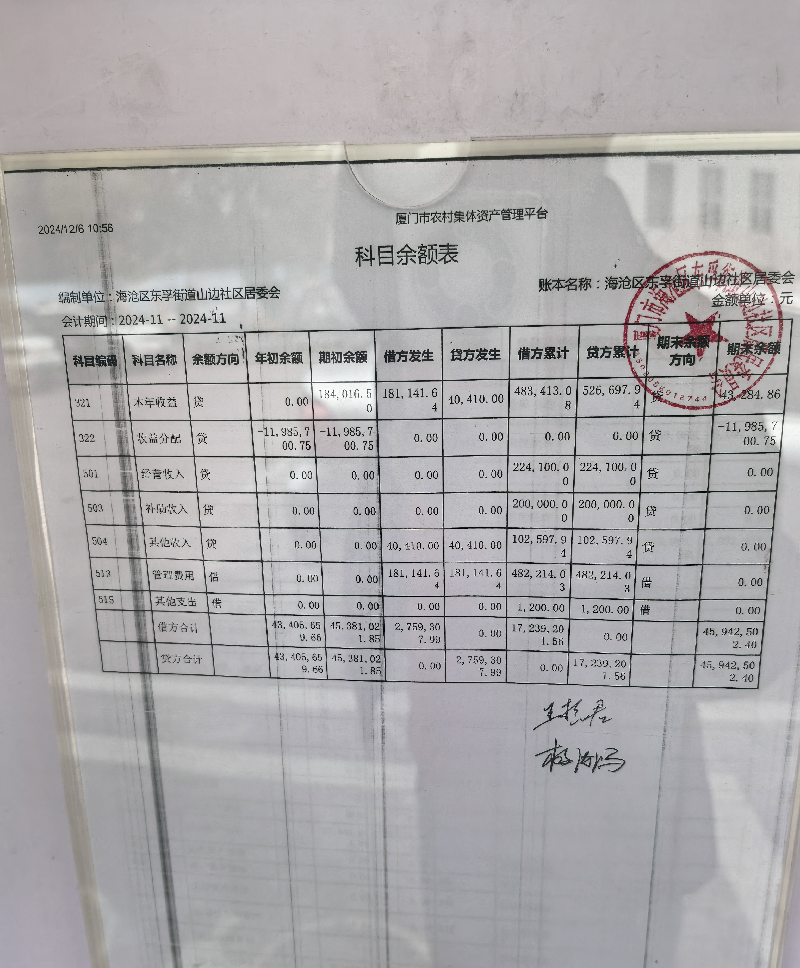 2024/12/6 10:56
厦门市农村集体资产管理平台
科目余额表
编制单位：海沧区东孚街道山边社区居委会
账本名称：海沧区东孚街道山边社区居委会
会计期间：2024-11 -- 2024-11
金额单位：元
科目编码 科目名称 余额方向 年初余额 期初余额 借方发生 贷方发生 借方累计 贷方累计 期末余额方向 期末余额
321 本年收益 贷 0.00 184,016.50 181,141.64 40,410.00 483,413.08 526,697.94 贷 43,284.86
322 收益分配 贷 -11,985,700.75 -11,985,700.75 0.00 0.00 0.00 0.00 贷 -11,985,700.75
501 经营收入 贷 0.00 0.00 0.00 0.00 224,100.00 224,100.00 贷 0.00
503 补助收入 贷 0.00 0.00 0.00 0.00 200,000.00 200,000.00 贷 0.00
504 其他收入 贷 0.00 0.00 40,410.00 40,410.00 102,597.94 102,597.94 贷 0.00
513 管理费用 借 0.00 0.00 181,141.64 181,141.64 482,214.03 482,214.03 借 0.00
515 其他支出 借 0.00 0.00 0.00 0.00 1,200.00 1,200.00 借 0.00
借方合计 43,405,659.66 45,381,021.85 2,759,307.99 0.00 17,239,201.56 0.00 45,942,502.40
贷方合计 43,405,659.66 45,381,021.85 0.00 2,759,307.99 0.00 17,239,207.56 45,942,502.40